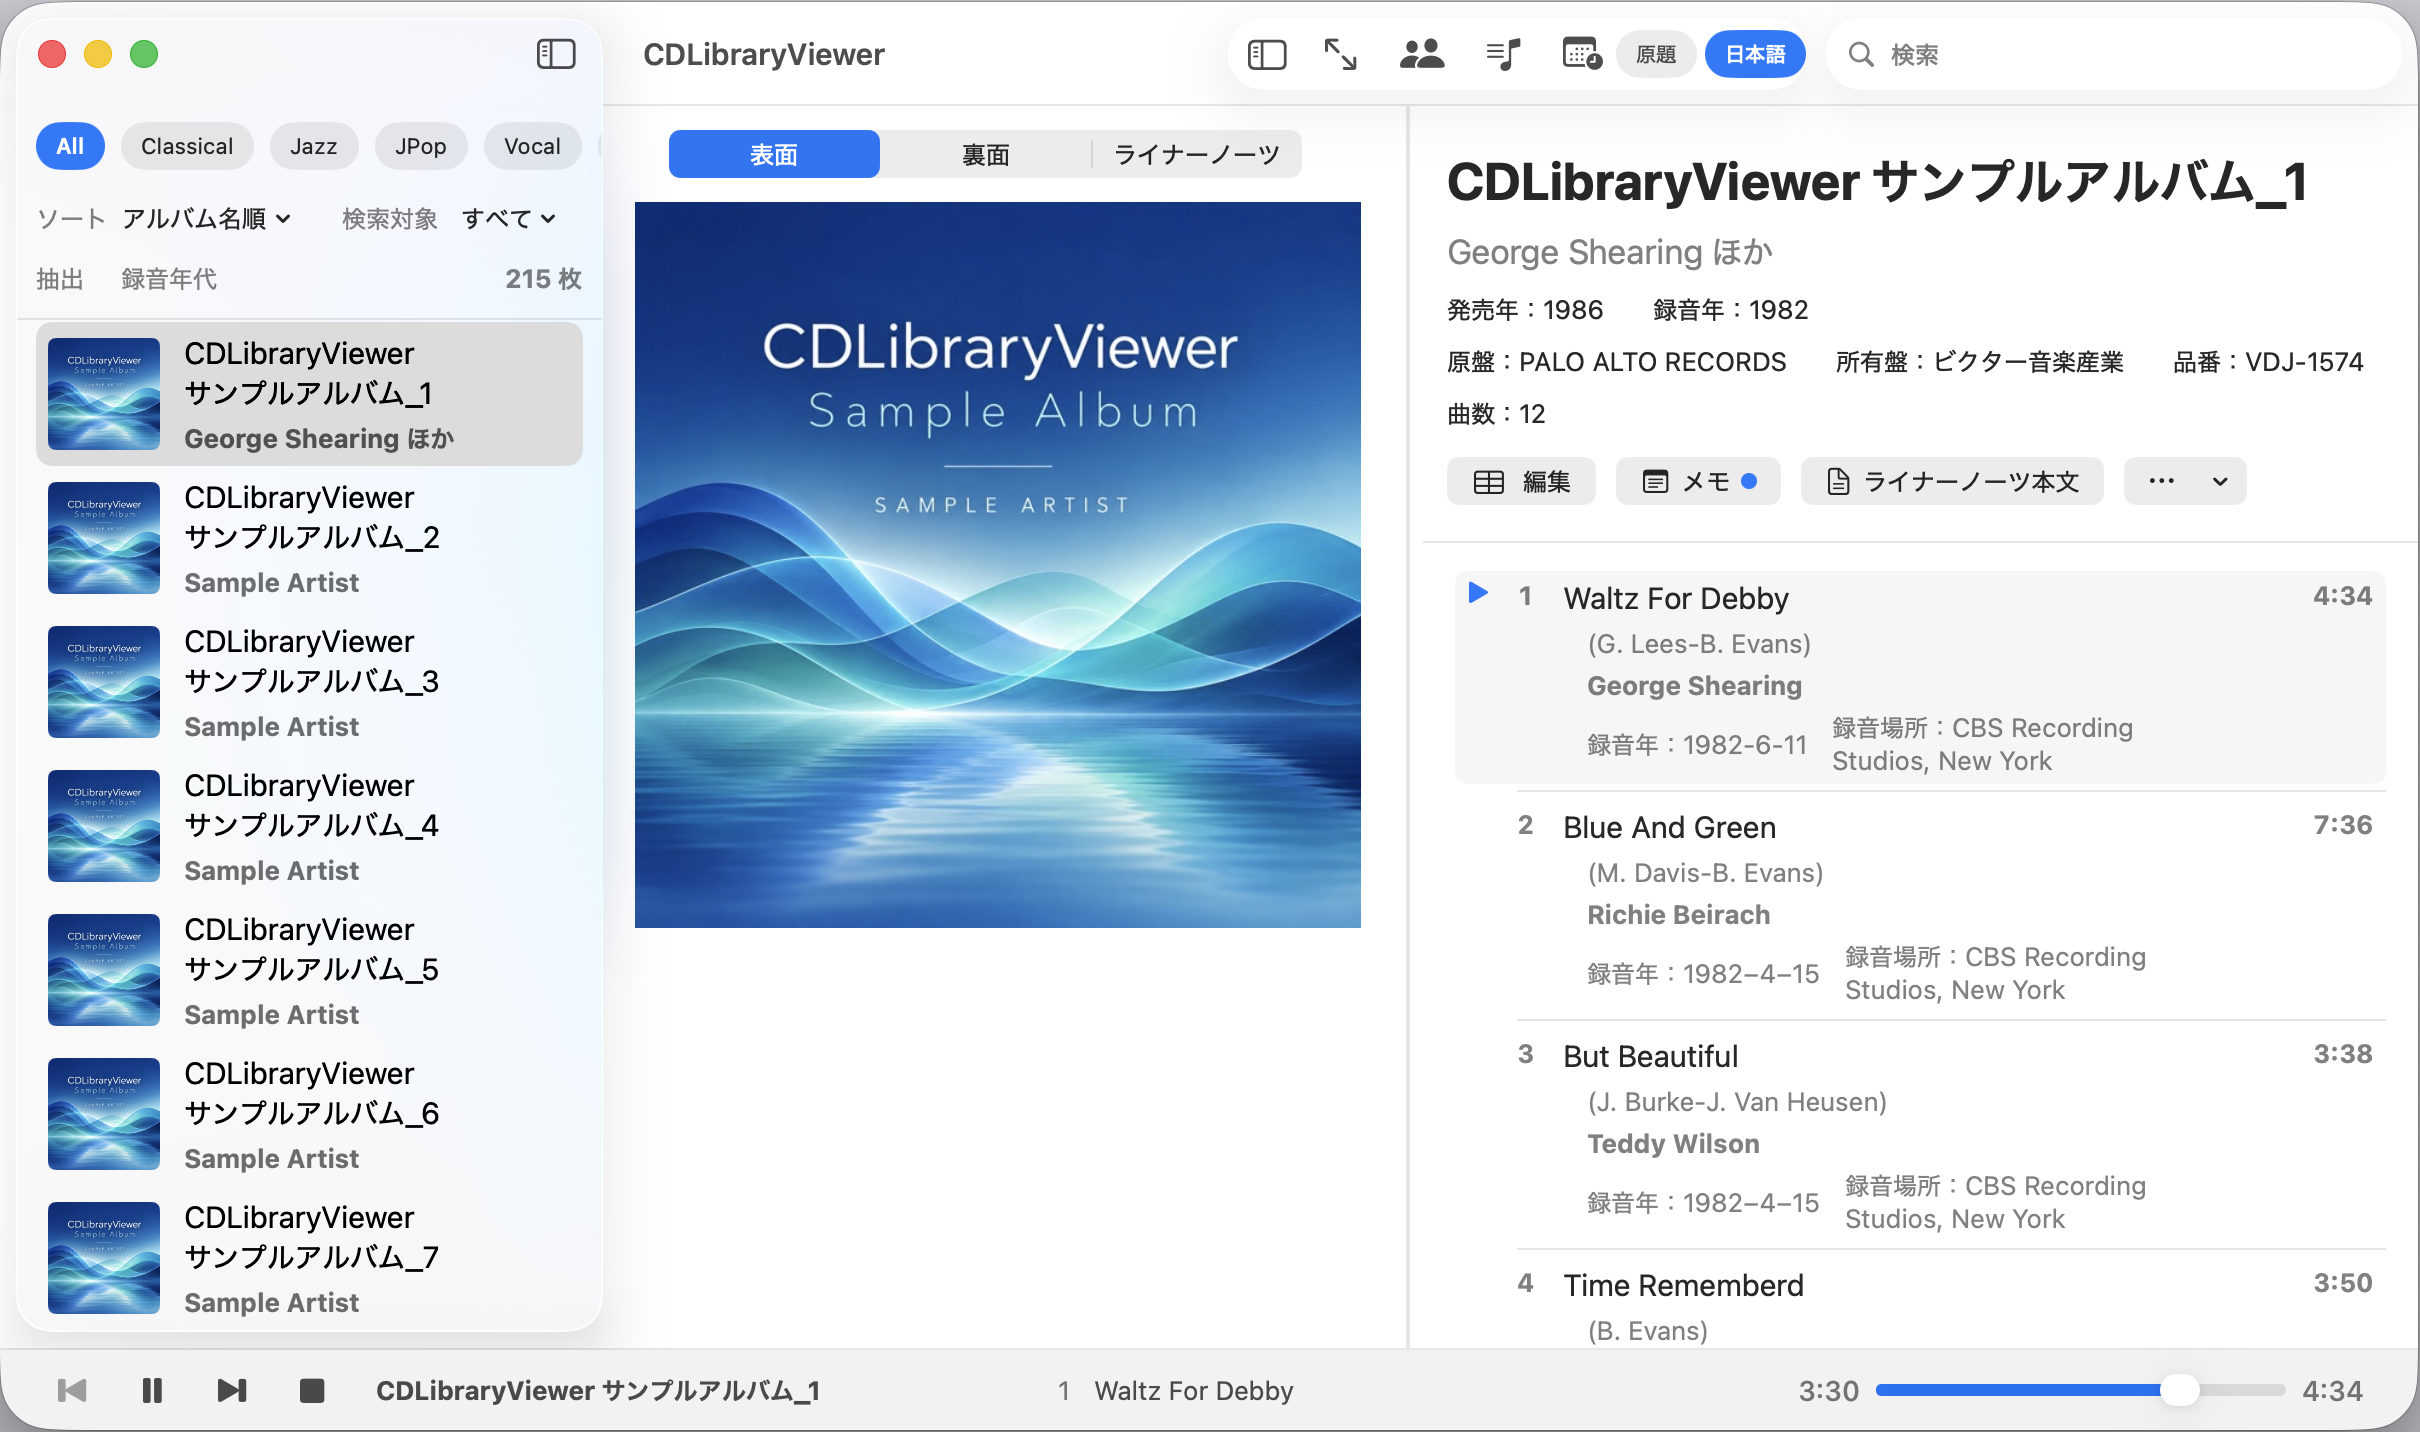 CDLibraryViewer
原題
日本語
検索
All
Classical
Jazz
JPop
Vocal
ソート アルバム名順
検索対象 すべて
抽出 録音年代
215 枚
CDLibraryViewer
サンプルアルバム_1
George Shearing ほか
CDLibraryViewer
サンプルアルバム_2
Sample Artist
CDLibraryViewer
サンプルアルバム_3
Sample Artist
CDLibraryViewer
サンプルアルバム_4
Sample Artist
CDLibraryViewer
サンプルアルバム_5
Sample Artist
CDLibraryViewer
サンプルアルバム_6
Sample Artist
CDLibraryViewer
サンプルアルバム_7
Sample Artist
表面
裏面
ライナーノーツ
CDLibraryViewer
Sample Album
SAMPLE ARTIST
CDLibraryViewer サンプルアルバム_1
George Shearing ほか
発売年：1986 録音年：1982
原盤：PALO ALTO RECORDS 所有盤：ビクター音楽産業 品番：VDJ-1574
曲数：12
編集
メモ
ライナーノーツ本文
1 Waltz For Debby 4:34
(G. Lees-B. Evans)
George Shearing
録音年：1982-6-11
録音場所：CBS Recording
Studios, New York
2 Blue And Green 7:36
(M. Davis-B. Evans)
Richie Beirach
録音年：1982–4–15
録音場所：CBS Recording
Studios, New York
3 But Beautiful 3:38
(J. Burke-J. Van Heusen)
Teddy Wilson
録音年：1982–4–15
録音場所：CBS Recording
Studios, New York
4 Time Rememberd 3:50
(B. Evans)
CDLibraryViewer サンプルアルバム_1
1 Waltz For Debby
3:30
4:34